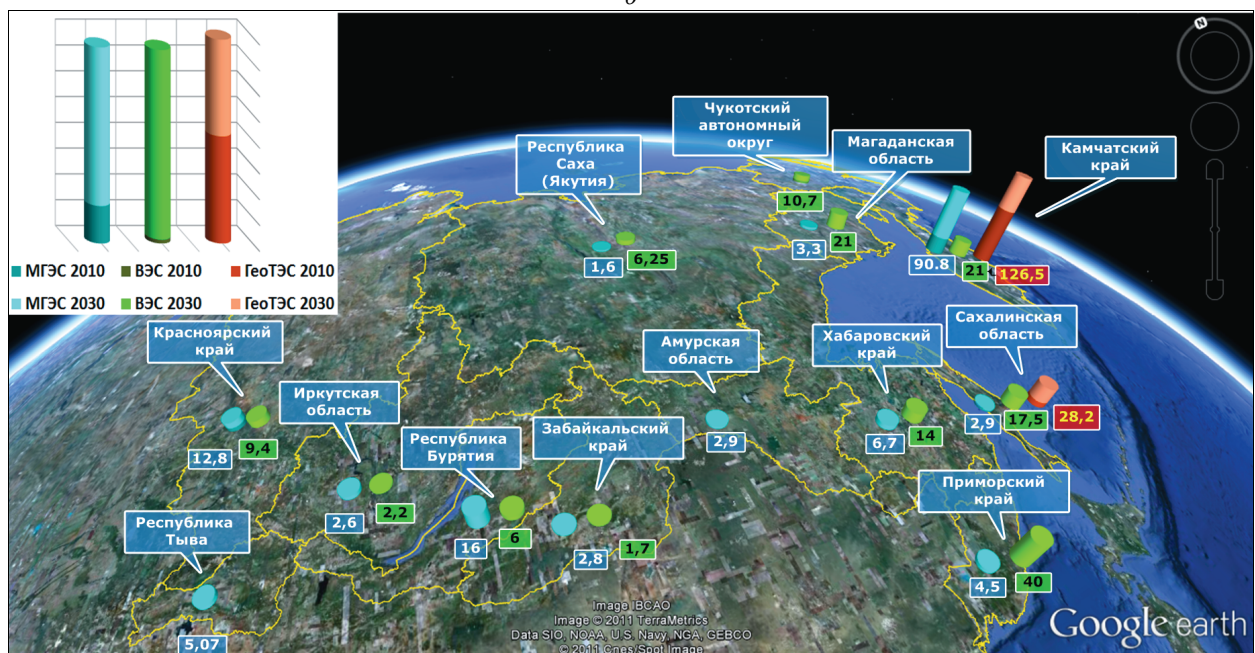 МГЭС 2010
ВЭС 2010
ГеоТЭС 2010
МГЭС 2030
ВЭС 2030
ГеоТЭС 2030
N
Чукотский
автономный
округ
10,7
Магаданская
область
3,3
21
Камчатский
край
90.8
21
126,5
Республика
Саха
(Якутия)
1,6
6,25
Сахалинская
область
2,9
17,5
28,2
Хабаровский
край
6,7
14
Амурская
область
2,9
Красноярский
край
12,8
9,4
Иркутская
область
2,6
2,2
Республика
Бурятия
16
6
Забайкальский
край
2,8
1,7
Приморский
край
4,5
40
Республика
Тыва
5,07
Image IBCAO
Image © 2011 TerraMetrics
Data SIO, NOAA, U.S. Navy, NGA, GEBCO
© 2011 Cnes/Spot Image
Google earth